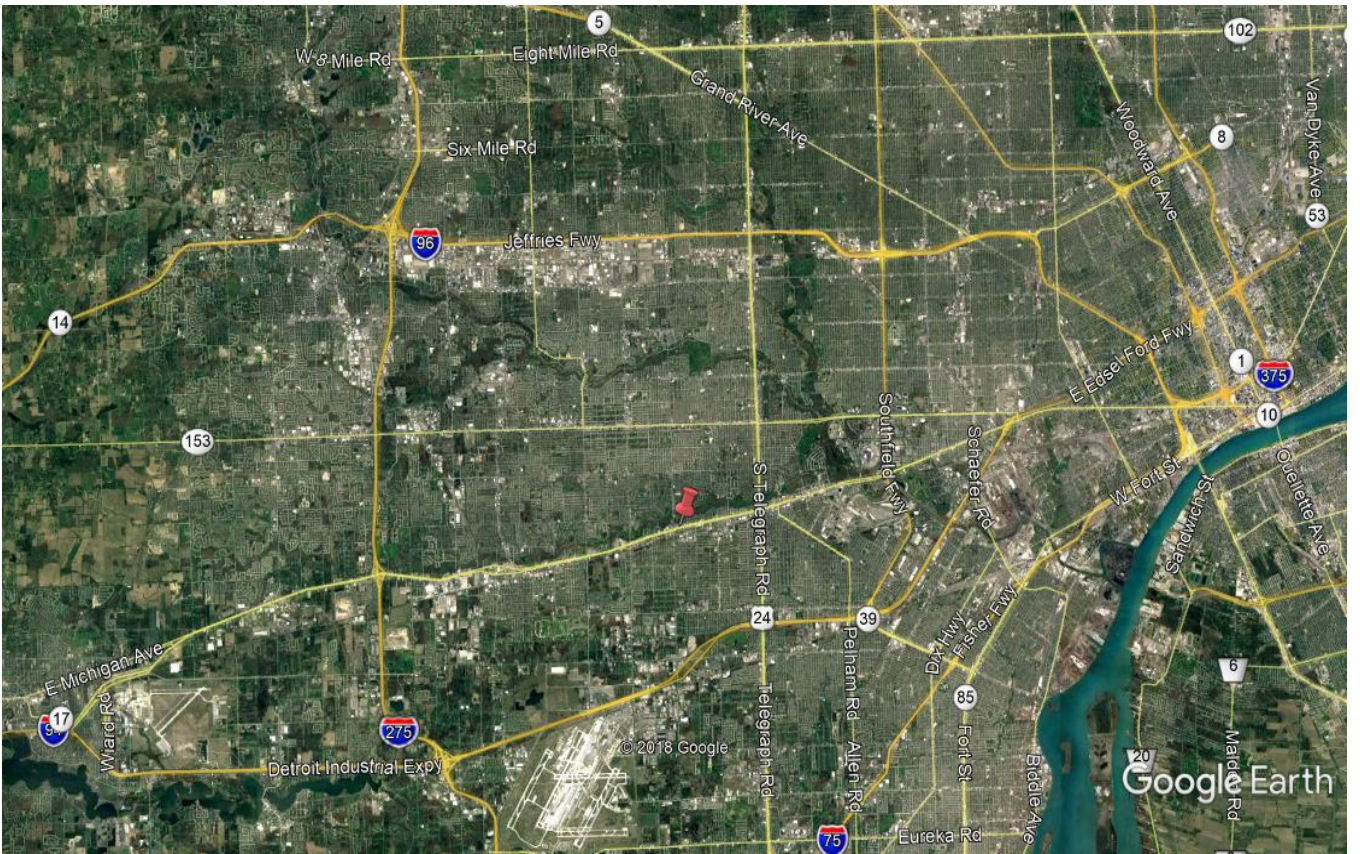 5
102
W 8 Mile Rd
Eight Mile Rd
Grand River Ave
Van Dyke Ave
Woodward Ave
8
Six Mile Rd
53
96
Jeffries Fwy
14
E Edsel Ford Fwy
1
375
10
Southfield Fwy
153
Schaefer Rd
S Telegraph Rd
W Fort St
Sandwich St
Ouellette Ave
24
39
Dix Hwy
Fisher Fwy
E Michigan Ave
Pelham Rd
6
85
17
94
Wiard Rd
275
Telegraph Rd
Allen Rd
Fort St
Biddle Ave
© 2018 Google
Detroit Industrial Expy
20
Google Earth
75
Eureka Rd